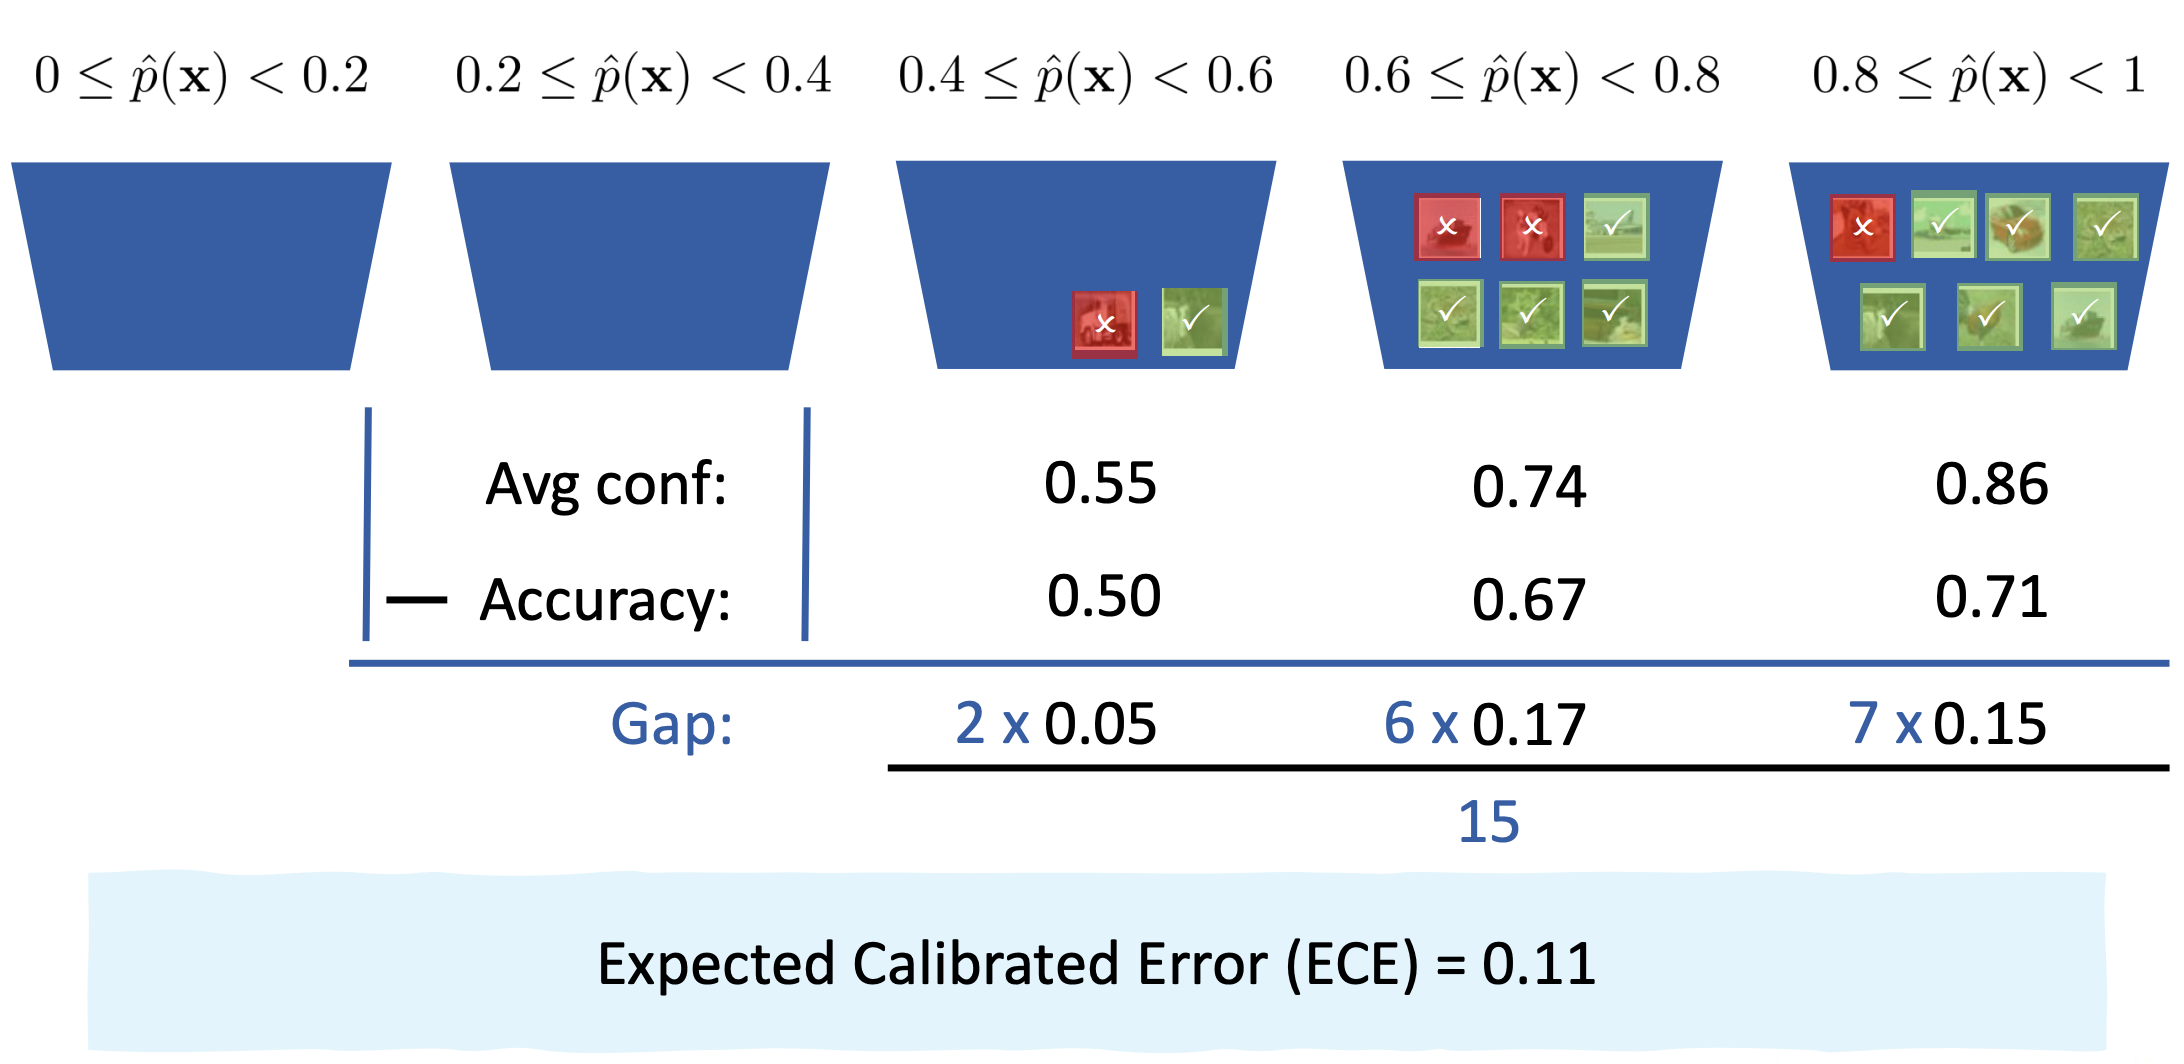 0 ≤ p̂(x) < 0.2 0.2 ≤ p̂(x) < 0.4 0.4 ≤ p̂(x) < 0.6 0.6 ≤ p̂(x) < 0.8 0.8 ≤ p̂(x) < 1
Avg conf: 0.55 0.74 0.86
— Accuracy: 0.50 0.67 0.71
Gap: 2 x 0.05 6 x 0.17 7 x 0.15
15
Expected Calibrated Error (ECE) = 0.11